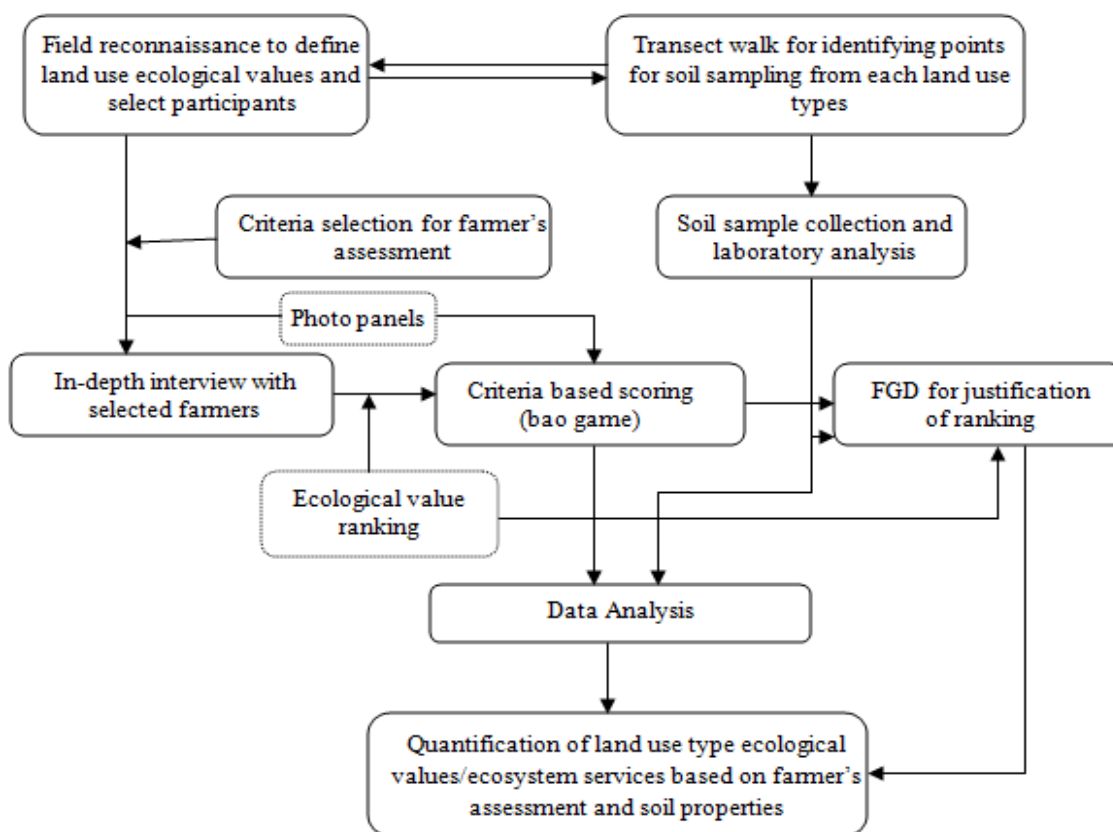 Field reconnaissance to define
land use ecological values and
select participants
Transect walk for identifying points
for soil sampling from each land use
types
Criteria selection for farmer's
assessment
Soil sample collection and
laboratory analysis
Photo panels
In-depth interview with
selected farmers
Criteria based scoring
(bao game)
FGD for justification
of ranking
Ecological value
ranking
Data Analysis
Quantification of land use type ecological
values/ecosystem services based on farmer's
assessment and soil properties